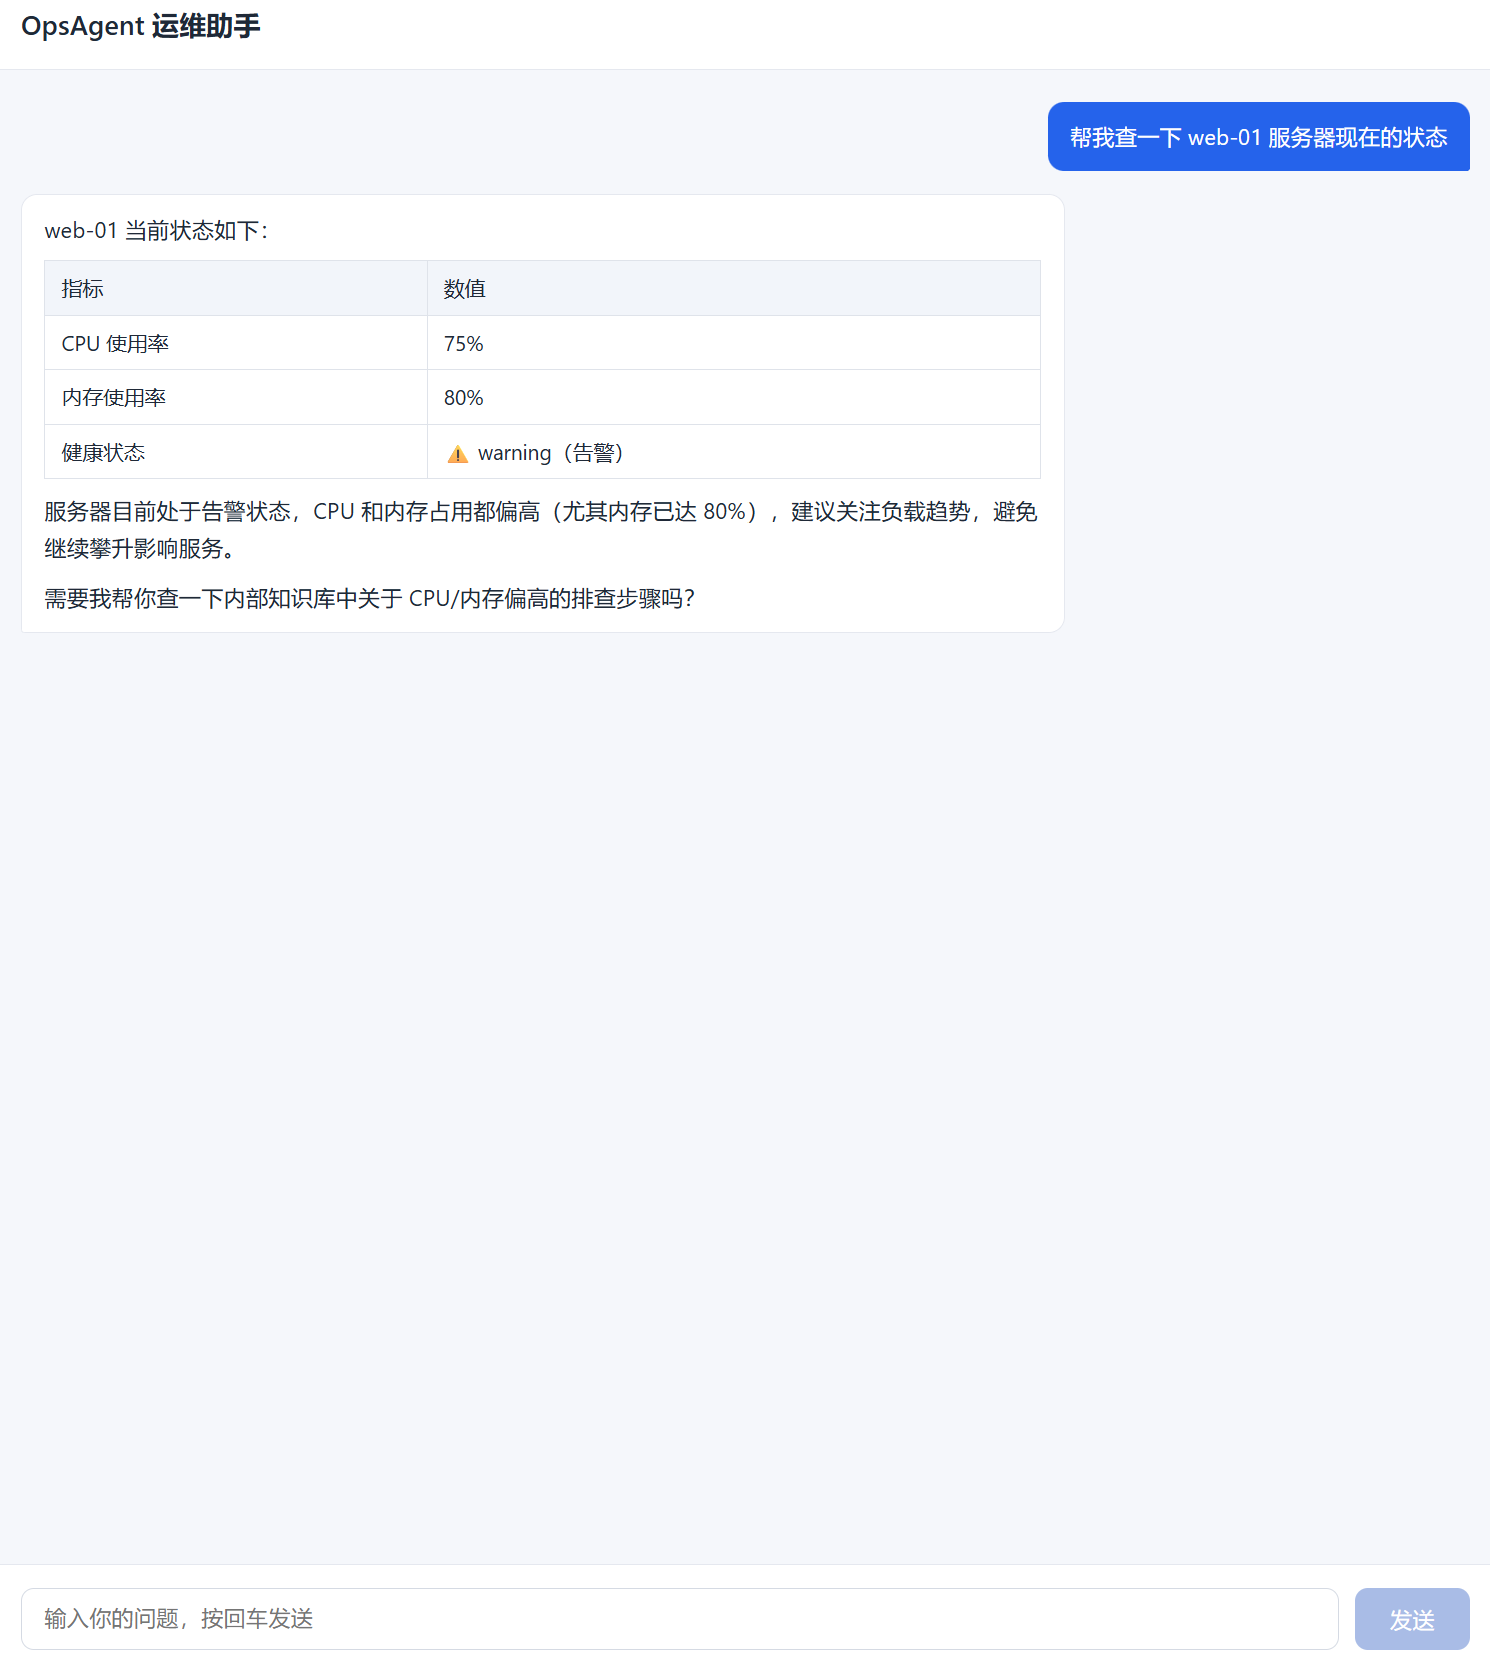 OpsAgent 运维助手
帮我查一下 web-01 服务器现在的状态
web-01 当前状态如下：
指标 数值
CPU 使用率 75%
内存使用率 80%
健康状态 ⚠️ warning（告警）
服务器目前处于告警状态，CPU 和内存占用都偏高（尤其内存已达 80%），建议关注负载趋势，避免
继续攀升影响服务。
需要我帮你查一下内部知识库中关于 CPU/内存偏高的排查步骤吗？
输入你的问题，按回车发送
发送